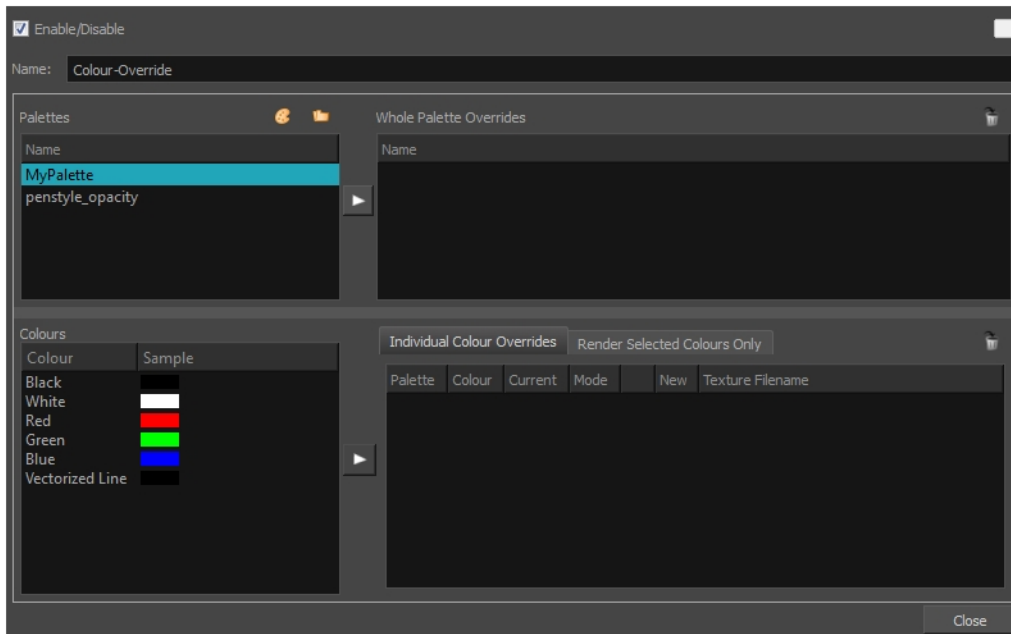 Enable/Disable
Name: Colour-Override
Palettes
Whole Palette Overrides
Name
Name
MyPalette
penstyle_opacity
Colours
Individual Colour Overrides Render Selected Colours Only
Colour Sample
Palette Colour Current Mode New Texture Filename
Black
White
Red
Green
Blue
Vectorized Line
Close